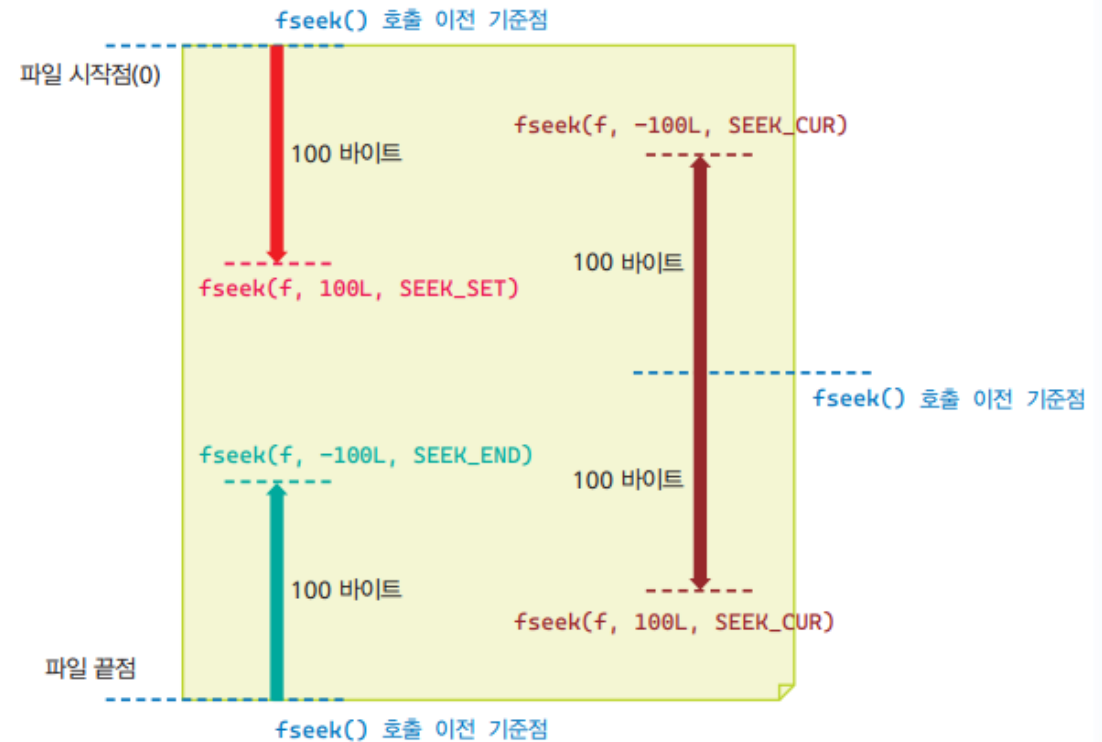 fseek() 호출 이전 기준점
파일 시작점(0)
fseek(f, -100L, SEEK_CUR)
100 바이트
100 바이트
fseek(f, 100L, SEEK_SET)
fseek() 호출 이전 기준점
fseek(f, -100L, SEEK_END)
100 바이트
100 바이트
fseek(f, 100L, SEEK_CUR)
파일 끝점
fseek() 호출 이전 기준점